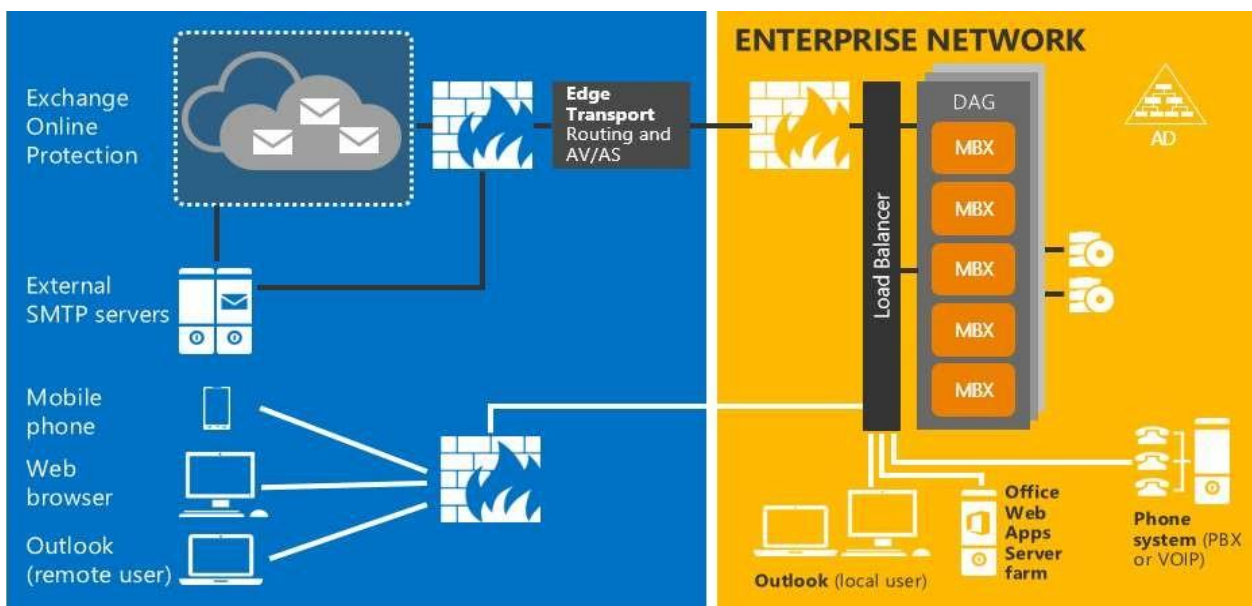 Exchange
Online
Protection
Edge
Transport
Routing and
AV/AS
External
SMTP servers
Mobile
phone
Web
browser
Outlook
(remote user)
ENTERPRISE NETWORK
DAG
MBX
MBX
MBX
MBX
MBX
Load Balancer
AD
Outlook (local user)
Office
Web
Apps
Server
farm
Phone
system (PBX
or VOIP)